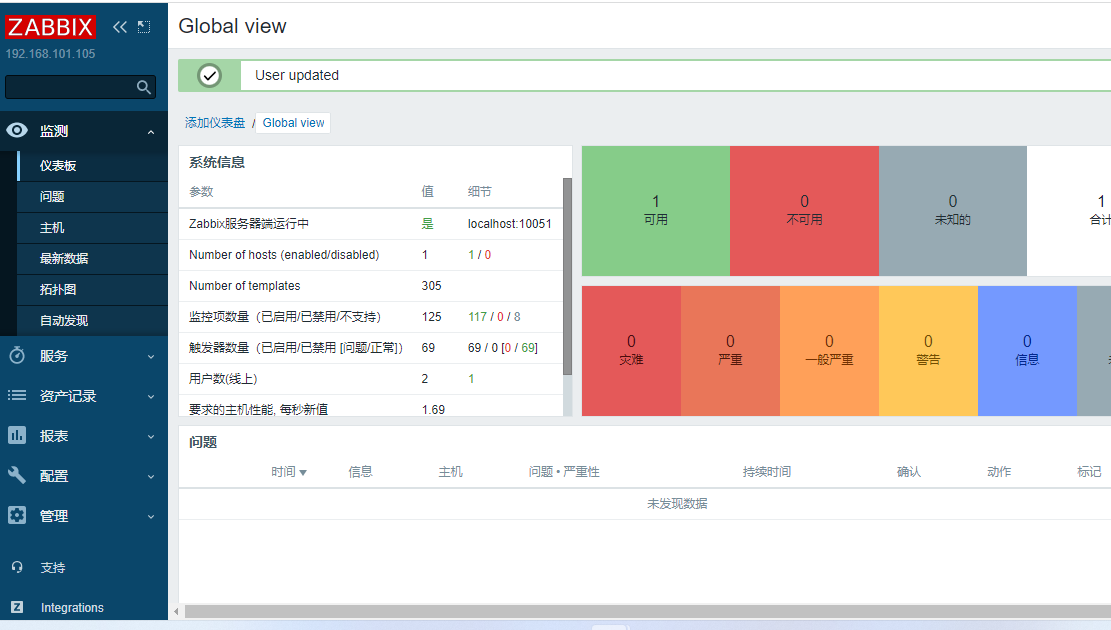 ZABBIX
192.168.101.105
监测
仪表板
问题
主机
最新数据
拓扑图
自动发现
服务
资产记录
报表
配置
管理
支持
Z Integrations
Global view
User updated
添加仪表盘 / Global view
系统信息
参数 值 细节
Zabbix服务器端运行中 是 localhost:10051
Number of hosts (enabled/disabled) 1 1 / 0
Number of templates 305
监控项数量（已启用/已禁用/不支持） 125 117 / 0 / 8
触发器数量（已启用/已禁用 [问题/正常]） 69 69 / 0 [0 / 69]
用户数(线上) 2 1
要求的主机性能, 每秒新值 1.69
1 0 0 1
可用 不可用 未知的 合计
0 0 0 0 0
灾难 严重 一般严重 警告 信息
问题
时间 信息 主机 问题 • 严重性 持续时间 确认 动作 标记
未发现数据